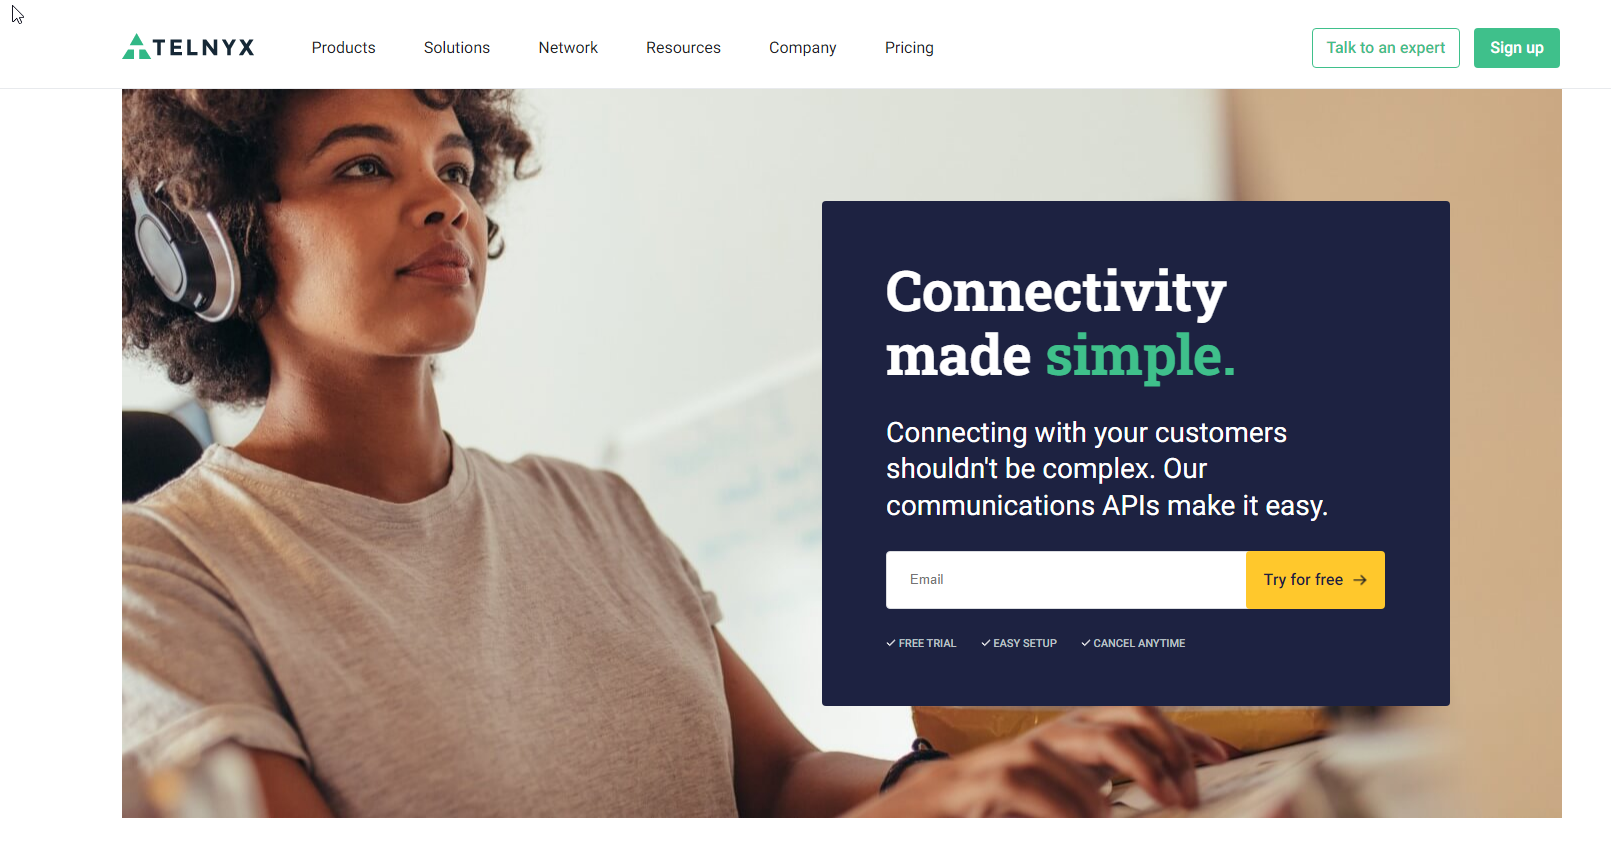 TELNYX
Products
Solutions
Network
Resources
Company
Pricing
Talk to an expert
Sign up
Connectivity
made simple.
Connecting with your customers
shouldn't be complex. Our
communications APIs make it easy.
Email
Try for free →
✓ FREE TRIAL ✓ EASY SETUP ✓ CANCEL ANYTIME